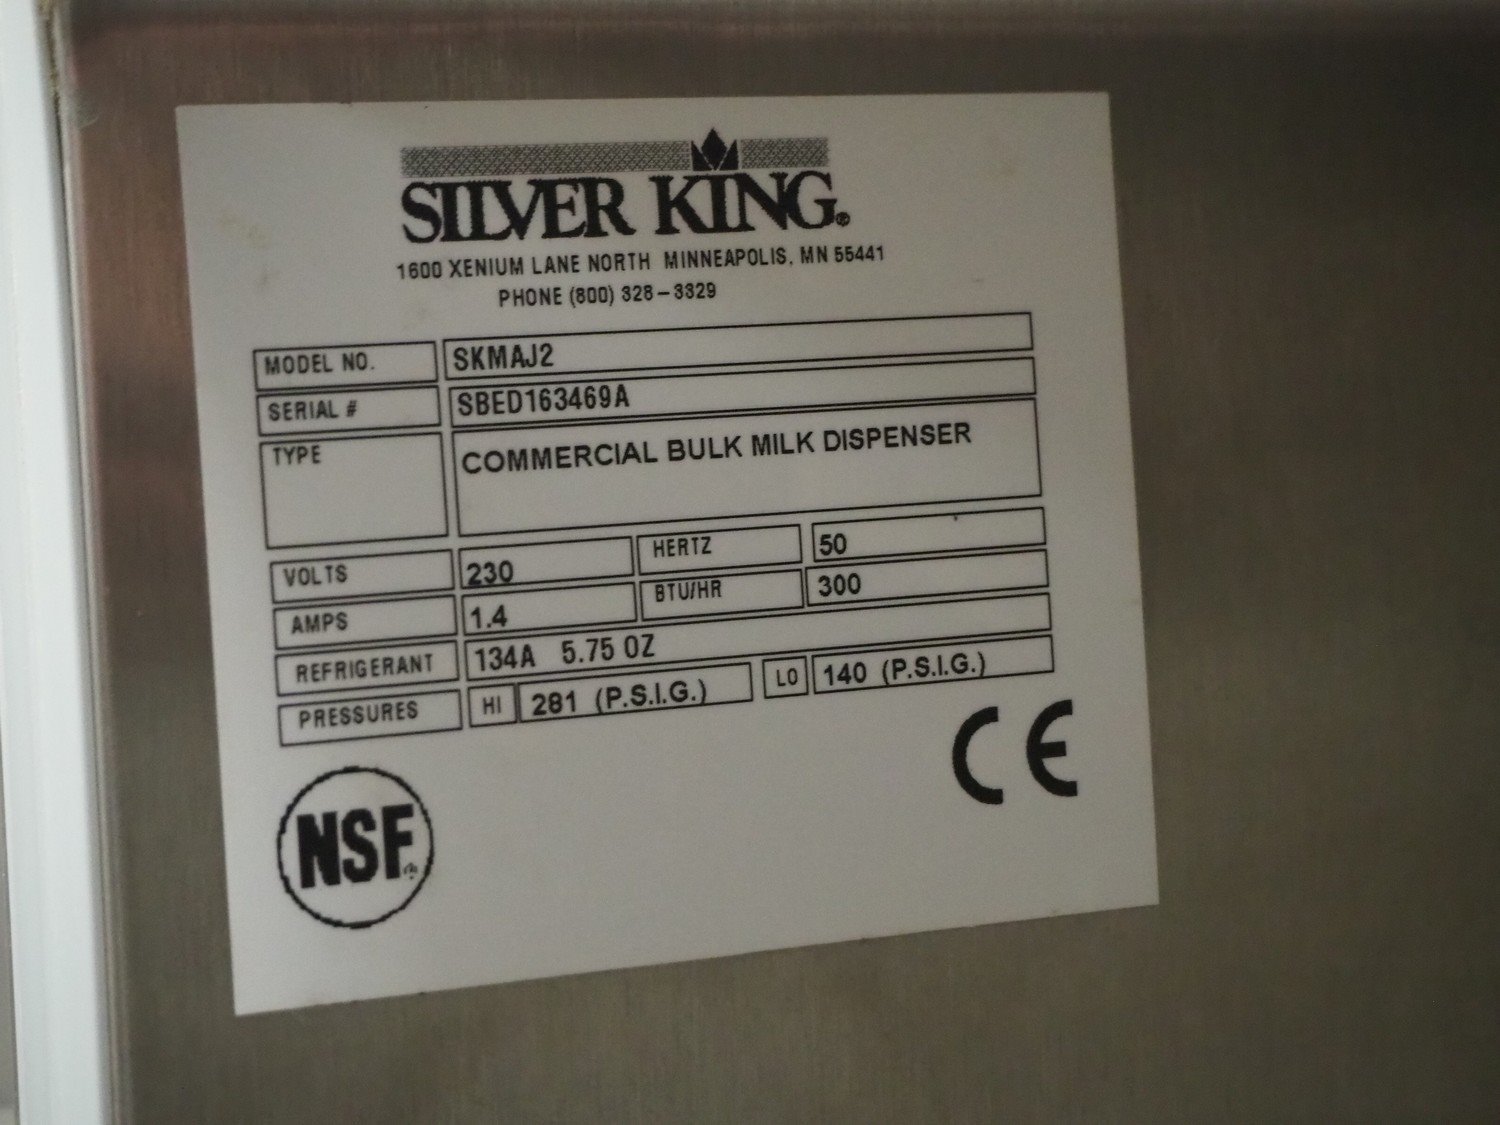 SILVER KING®
1600 XENIUM LANE NORTH MINNEAPOLIS, MN 55441
PHONE (800) 328-3329
MODEL NO. SKMAJ2
SERIAL # SBED163469A
TYPE COMMERCIAL BULK MILK DISPENSER
VOLTS 230 HERTZ 50
AMPS 1.4 BTU/HR 300
REFRIGERANT 134A 5.75 OZ
PRESSURES HI 281 (P.S.I.G.) LO 140 (P.S.I.G.)
NSF
CE